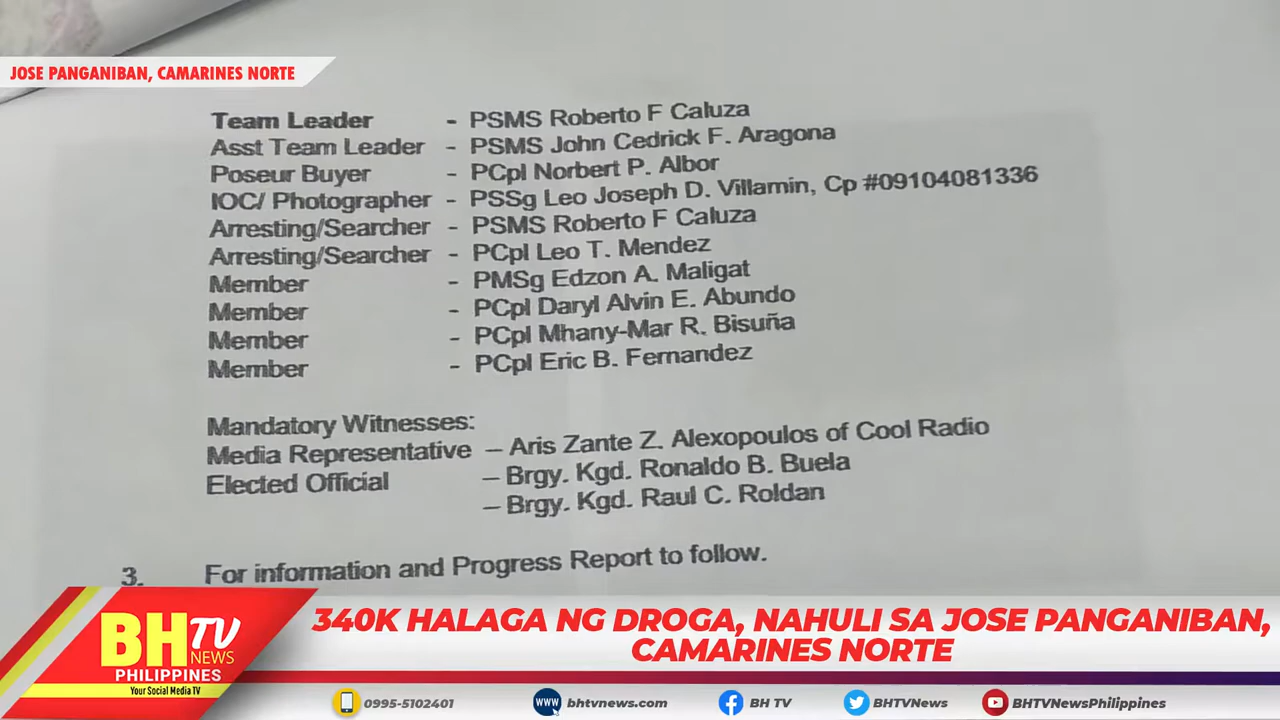 JOSE PANGANIBAN, CAMARINES NORTE
Team Leader - PSMS Roberto F Caluza
Asst Team Leader - PSMS John Cedrick F. Aragona
Poseur Buyer - PCpl Norbert P. Albor
IOC/ Photographer - PSSg Leo Joseph D. Villamin, Cp #09104081336
Arresting/Searcher - PSMS Roberto F Caluza
Arresting/Searcher - PCpl Leo T. Mendez
Member - PMSg Edzon A. Maligat
Member - PCpl Daryl Alvin E. Abundo
Member - PCpl Mhany-Mar R. Bisuña
Member - PCpl Eric B. Fernandez
Mandatory Witnesses:
Media Representative – Aris Zante Z. Alexopoulos of Cool Radio
Elected Official – Brgy. Kgd. Ronaldo B. Buela
– Brgy. Kgd. Raul C. Roldan
3. For information and Progress Report to follow.
340K HALAGA NG DROGA, NAHULI SA JOSE PANGANIBAN,
CAMARINES NORTE
BH TV
NEWS
PHILIPPINES
Your Social Media TV
0995-5102401
www bhtvnews.com
BH TV
BHTVNews
BHTVNewsPhilippines